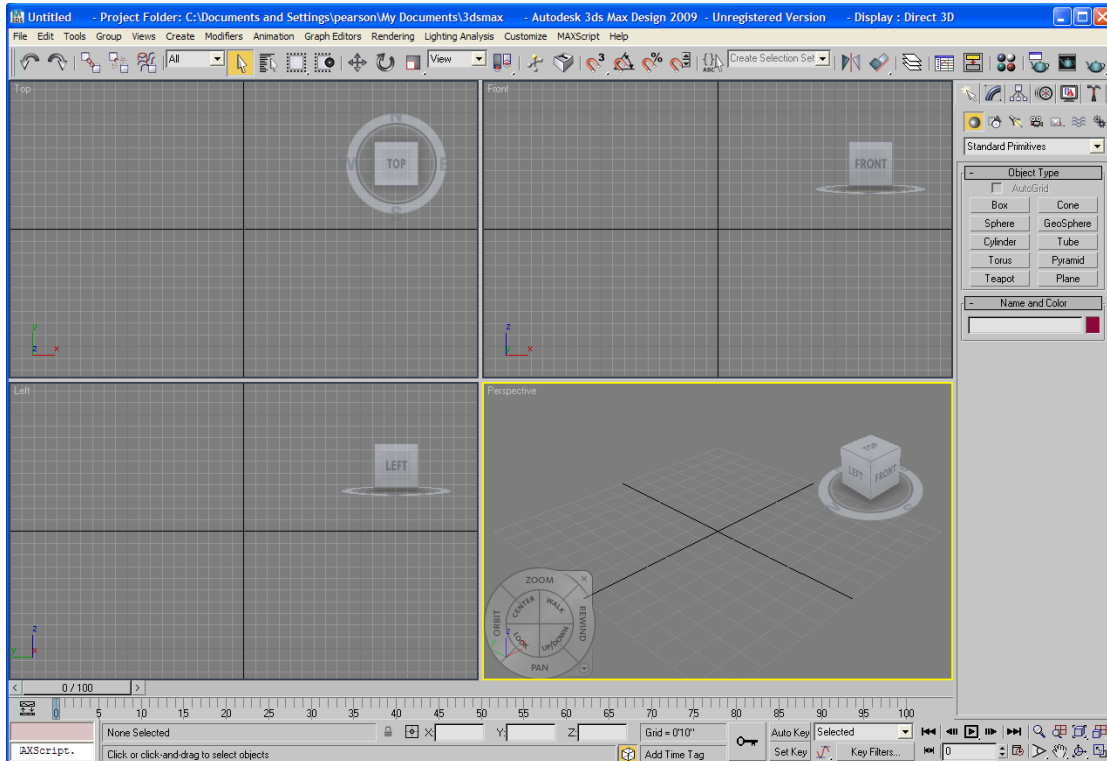 Untitled - Project Folder: C:\Documents and Settings\pearson\My Documents\3dsmax - Autodesk 3ds Max Design 2009 - Unregistered Version - Display : Direct 3D
File Edit Tools Group Views Create Modifiers Animation Graph Editors Rendering Lighting Analysis Customize MAXScript Help
All View ABC Create Selection Set
Top
N
W TOP E
S
Front
FRONT
Standard Primitives
- Object Type
AutoGrid
Box Cone
Sphere GeoSphere
Cylinder Tube
Torus Pyramid
Teapot Plane
- Name and Color
y
z x
z
y x
Left
LEFT
z
y x
Perspective
TOP
LEFT FRONT
S
ZOOM
CENTER WALK
ORBIT REWIND
LOOK UP/DOWN
PAN
z
y
< 0 / 100 >
0 5 10 15 20 25 30 35 40 45 50 55 60 65 70 75 80 85 90 95 100
None Selected X: Y: Z: Grid = 0'10" Auto Key Selected
AXScript. Click or click-and-drag to select objects Add Time Tag Set Key Key Filters... 0